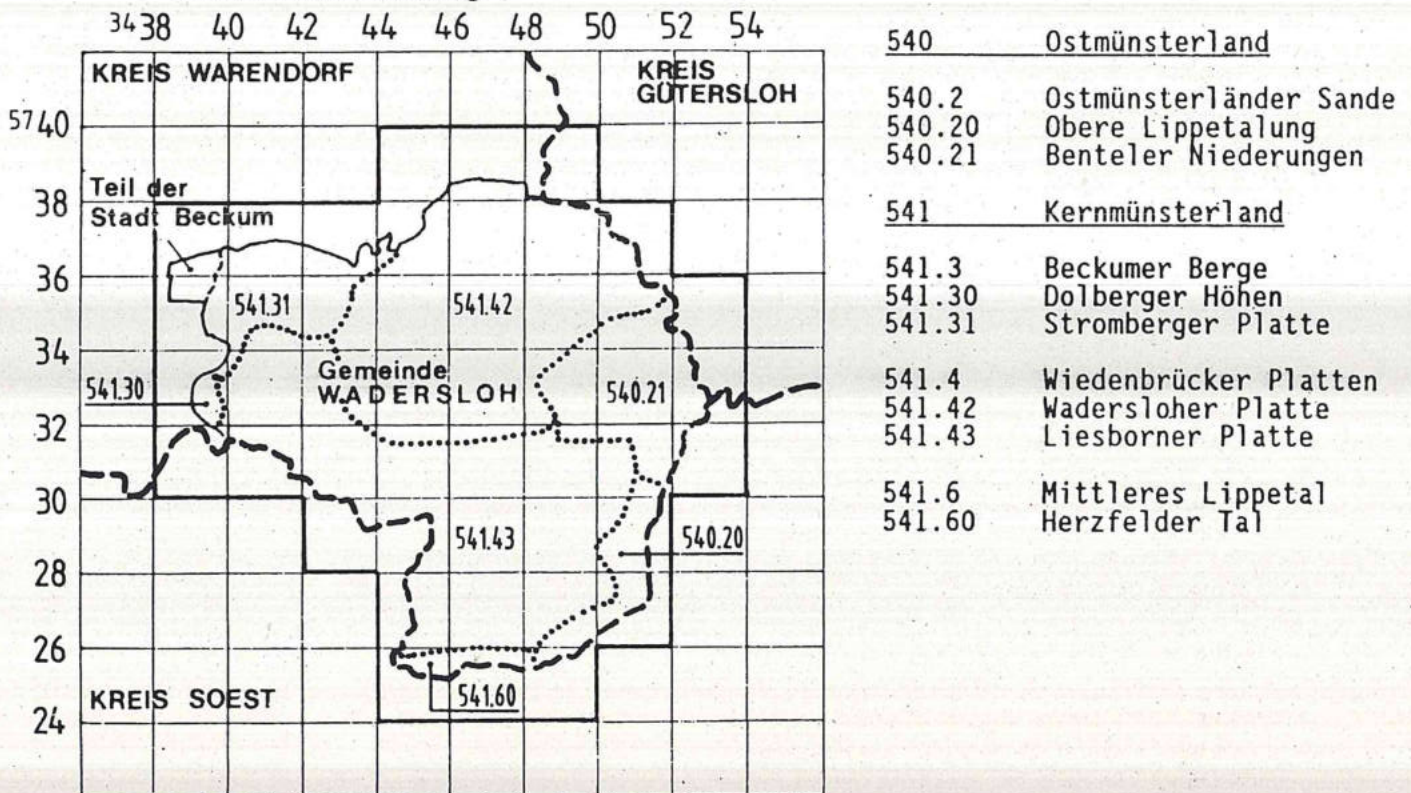 3438 40 42 44 46 48 50 52 54
KREIS WARENDORF
KREIS
GÜTERSLOH
5740
Teil der
Stadt Beckum
38
36
541.31
541.42
34
541.30
Gemeinde
WADERSLOH
540.21
32
30
541.43
540.20
28
26
KREIS SOEST
541.60
24
540 Ostmünsterland
540.2 Ostmünsterländer Sande
540.20 Obere Lippetalung
540.21 Benteler Niederungen
541 Kernmünsterland
541.3 Beckumer Berge
541.30 Dolberger Höhen
541.31 Stromberger Platte
541.4 Wiedenbrücker Platten
541.42 Wadersloher Platte
541.43 Liesborner Platte
541.6 Mittleres Lippetal
541.60 Herzfelder Tal